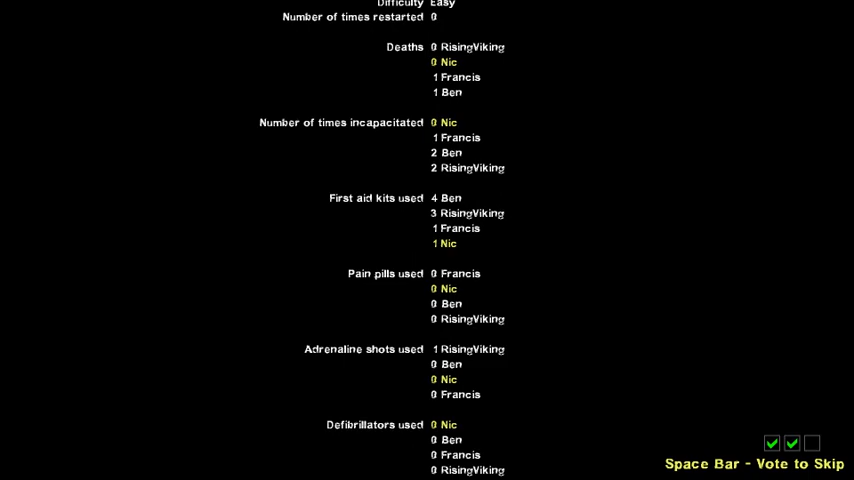 Difficulty Easy
Number of times restarted 0
Deaths 0 RisingViking
0 Nic
1 Francis
1 Ben
Number of times incapacitated 0 Nic
1 Francis
2 Ben
2 RisingViking
First aid kits used 4 Ben
3 RisingViking
1 Francis
1 Nic
Pain pills used 0 Francis
0 Nic
0 Ben
0 RisingViking
Adrenaline shots used 1 RisingViking
0 Ben
0 Nic
0 Francis
Defibrillators used 0 Nic
0 Ben
0 Francis
0 RisingViking
Space Bar - Vote to Skip